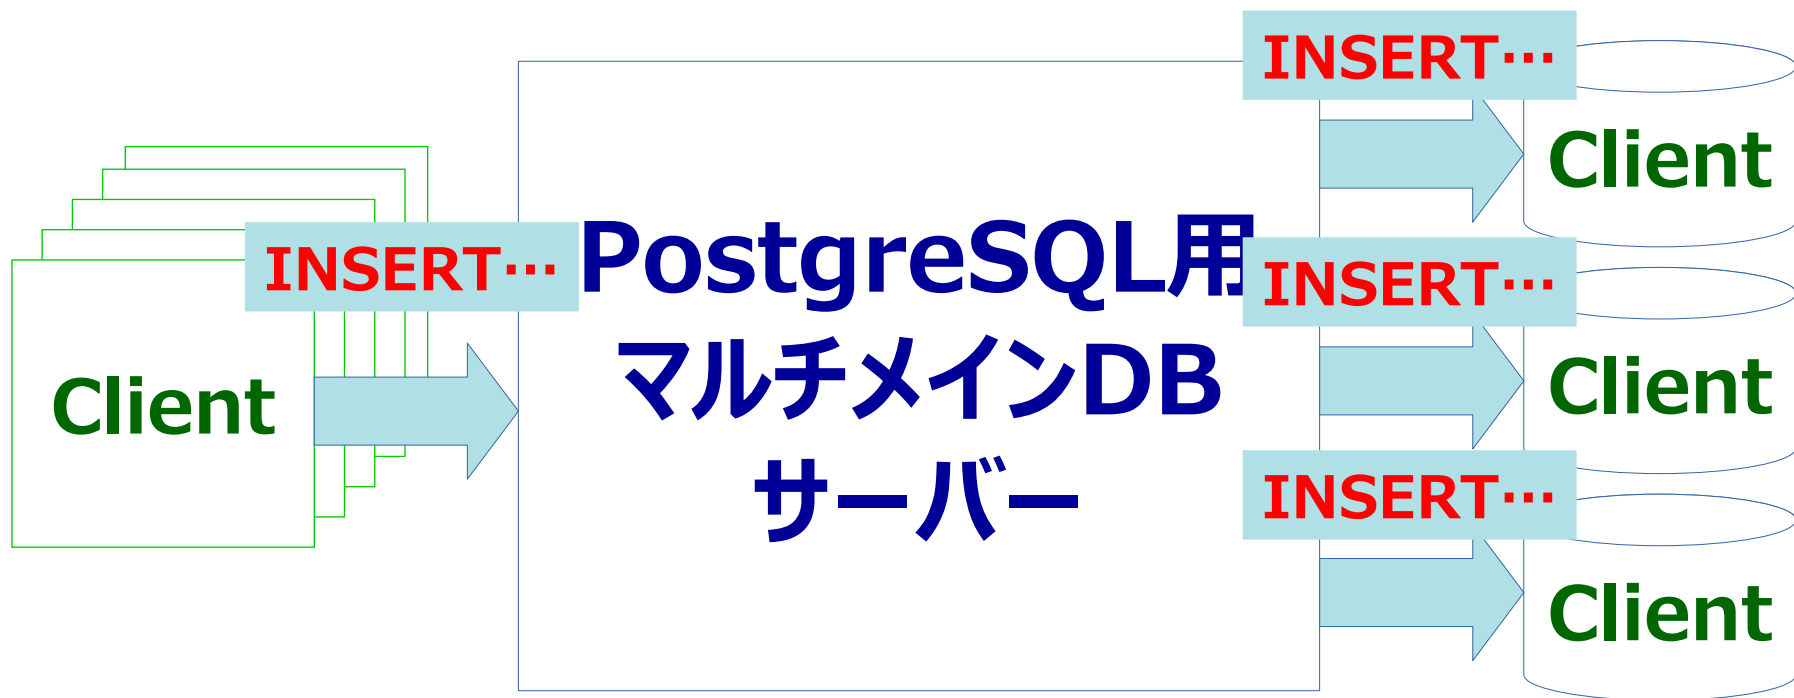 INSERT…
Client
INSERT…
Client
PostgreSQL用
マルチメインDB
サーバー
INSERT…
Client
INSERT…
Client